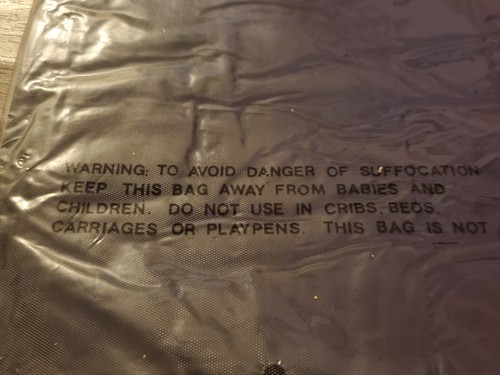 WARNING: TO AVOID DANGER OF SUFFOCATION
KEEP THIS BAG AWAY FROM BABIES AND
CHILDREN. DO NOT USE IN CRIBS, BEDS,
CARRIAGES OR PLAYPENS. THIS BAG IS NOT